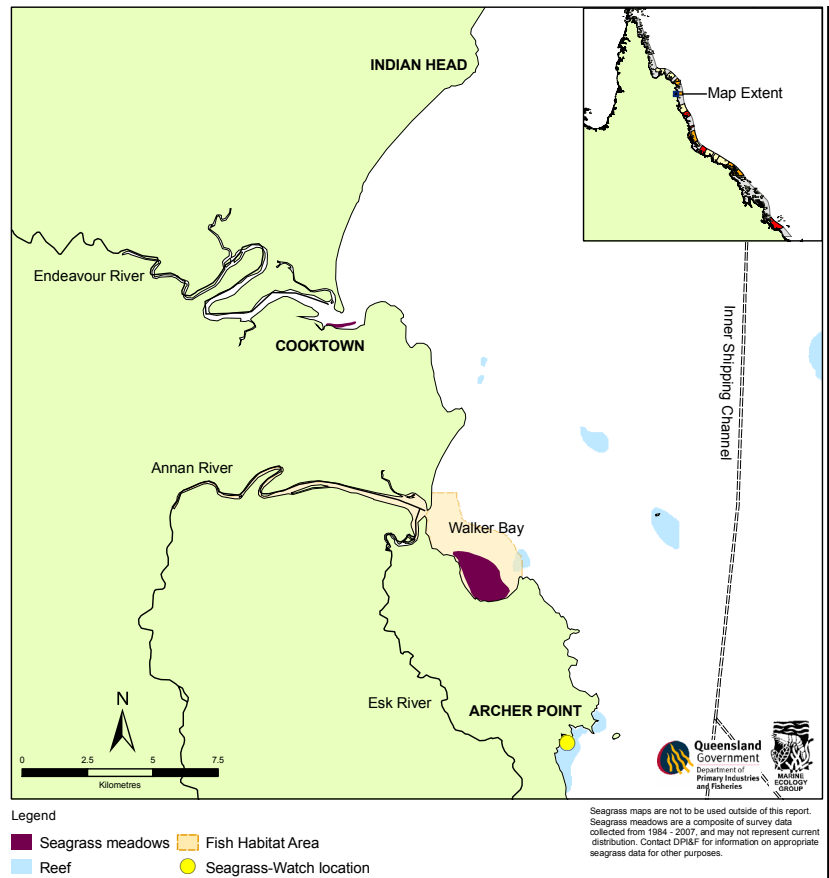 INDIAN HEAD
Map Extent
Endeavour River
COOKTOWN
Inner Shipping Channel
Annan River
Walker Bay
Esk River
ARCHER POINT
N
0 2.5 5 7.5
Kilometres
Queensland
Government
Department of
Primary Industries
and Fisheries
MARINE
ECOLOGY
GROUP
Legend
Seagrass meadows
Fish Habitat Area
Reef
Seagrass-Watch location
Seagrass maps are not to be used outside of this report.
Seagrass meadows are a composite of survey data
collected from 1984 - 2007, and may not represent current
distribution. Contact DPI&F for information on appropriate
seagrass data for other purposes.